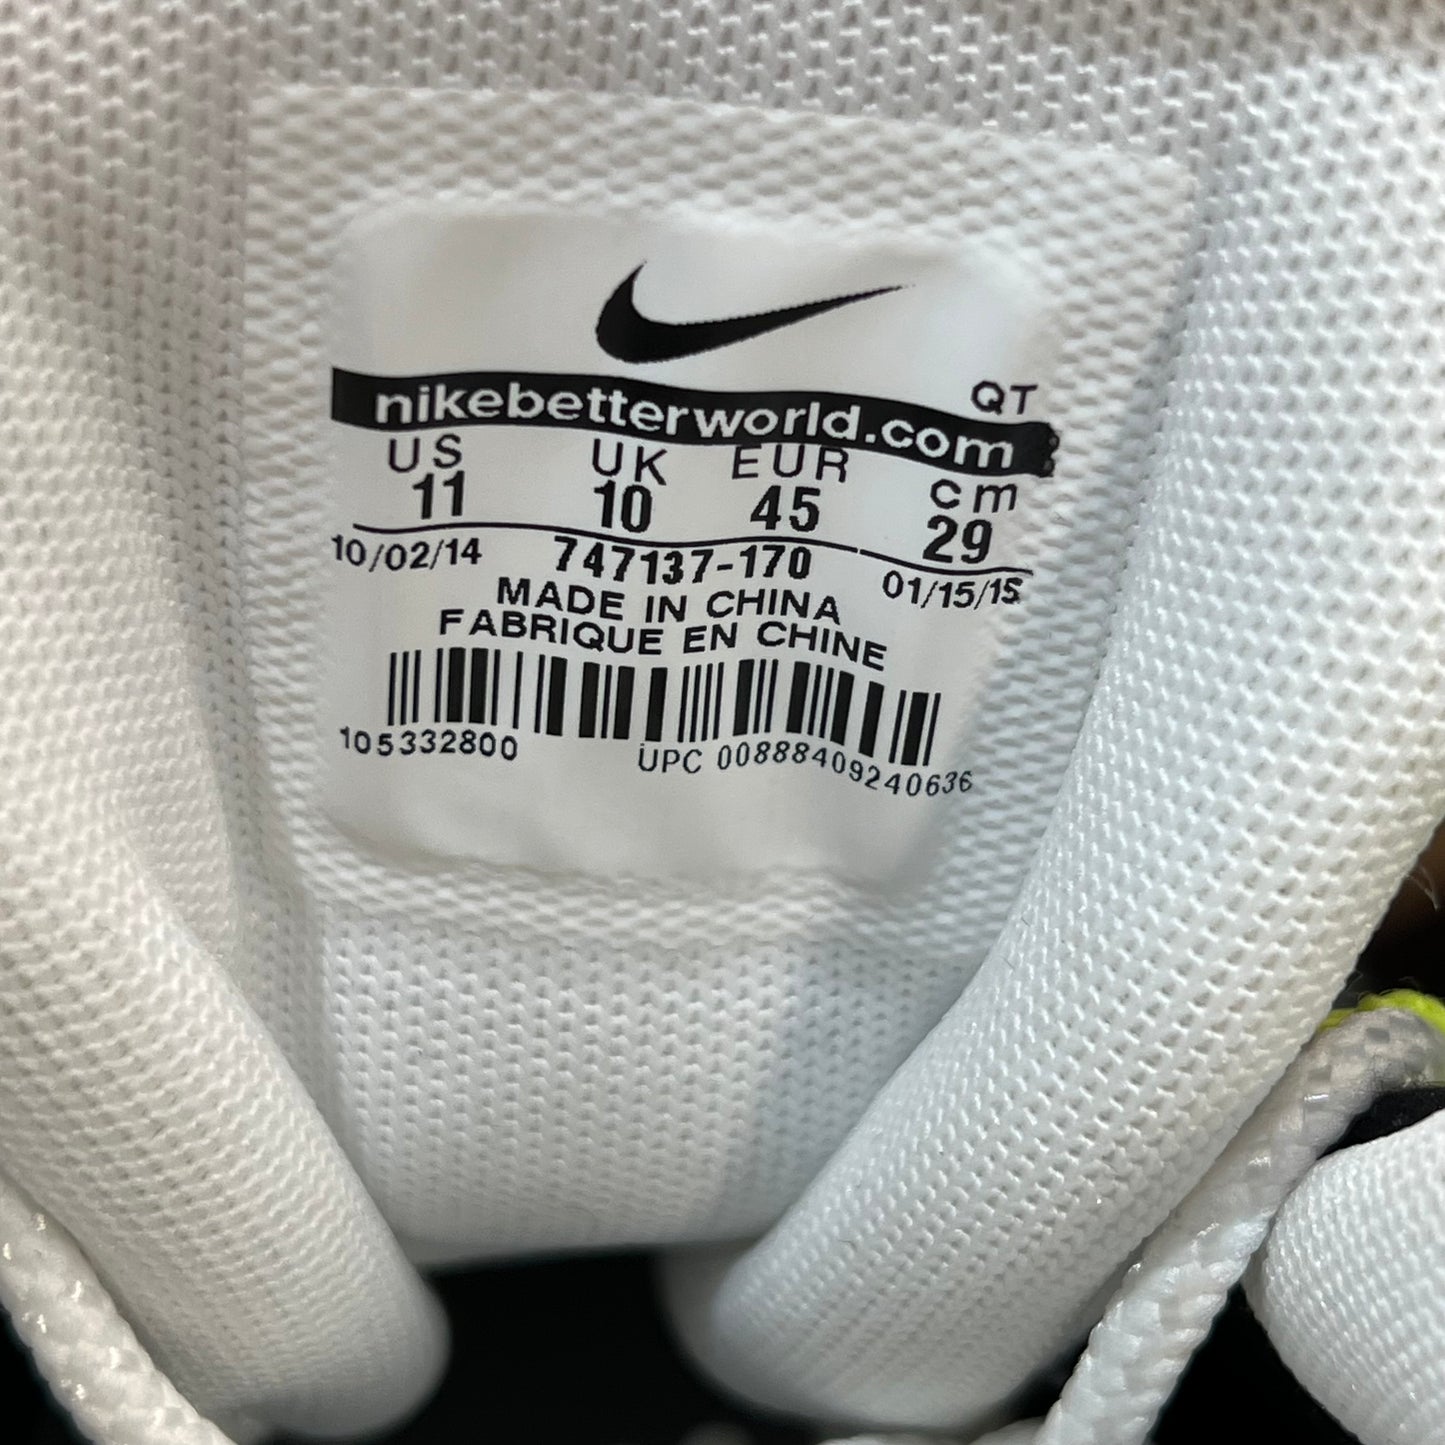 QT
nikebetterworld.com
US UK EUR cm
11 10 45 29
10/02/14 747137-170 01/15/15
MADE IN CHINA
FABRIQUE EN CHINE
105332800 UPC 00888409240636